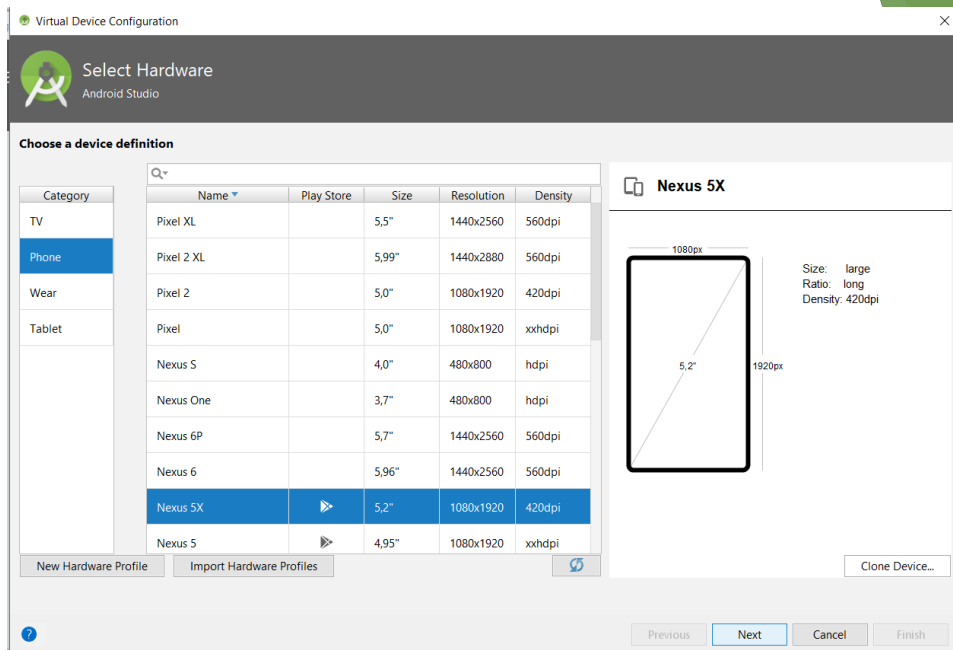 Virtual Device Configuration
Select Hardware
Android Studio
Choose a device definition
Category
TV
Phone
Wear
Tablet
Name Play Store Size Resolution Density
Pixel XL 5,5" 1440x2560 560dpi
Pixel 2 XL 5,99" 1440x2880 560dpi
Pixel 2 5,0" 1080x1920 420dpi
Pixel 5,0" 1080x1920 xxhdpi
Nexus S 4,0" 480x800 hdpi
Nexus One 3,7" 480x800 hdpi
Nexus 6P 5,7" 1440x2560 560dpi
Nexus 6 5,96" 1440x2560 560dpi
Nexus 5X 5,2" 1080x1920 420dpi
Nexus 5 4,95" 1080x1920 xxhdpi
New Hardware Profile Import Hardware Profiles
Nexus 5X
1080px
5,2"
1920px
Size: large
Ratio: long
Density: 420dpi
Clone Device...
?
Previous Next Cancel Finish